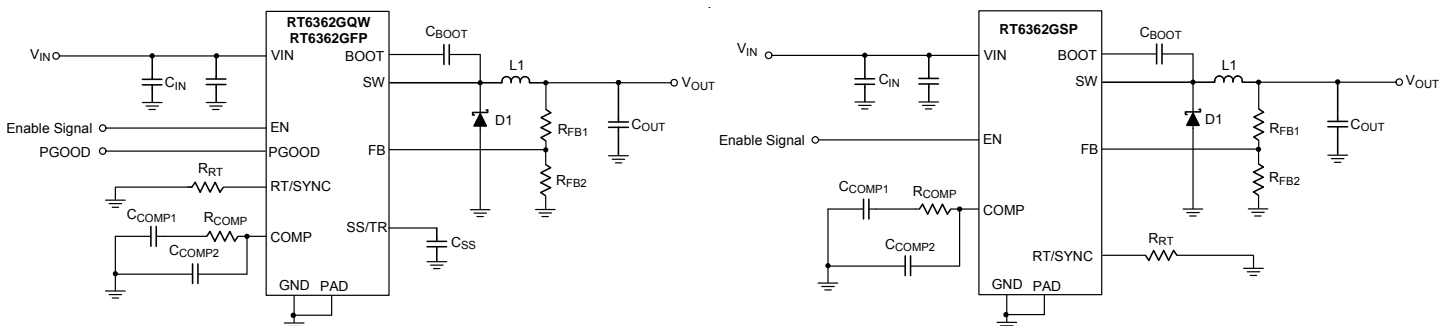 RT6362GQW
RT6362GFP
VIN
VIN
CIN
BOOT
CBOOT
SW
L1
VOUT
D1
RFB1
COUT
Enable Signal
EN
PGOOD
PGOOD
FB
RFB2
RRT
RT/SYNC
CCOMP1
RCOMP
COMP
CCOMP2
SS/TR
CSS
GND
PAD
RT6362GSP
VIN
VIN
CIN
BOOT
CBOOT
SW
L1
VOUT
D1
RFB1
COUT
Enable Signal
EN
FB
RFB2
CCOMP1
RCOMP
COMP
CCOMP2
RT/SYNC
RRT
GND
PAD